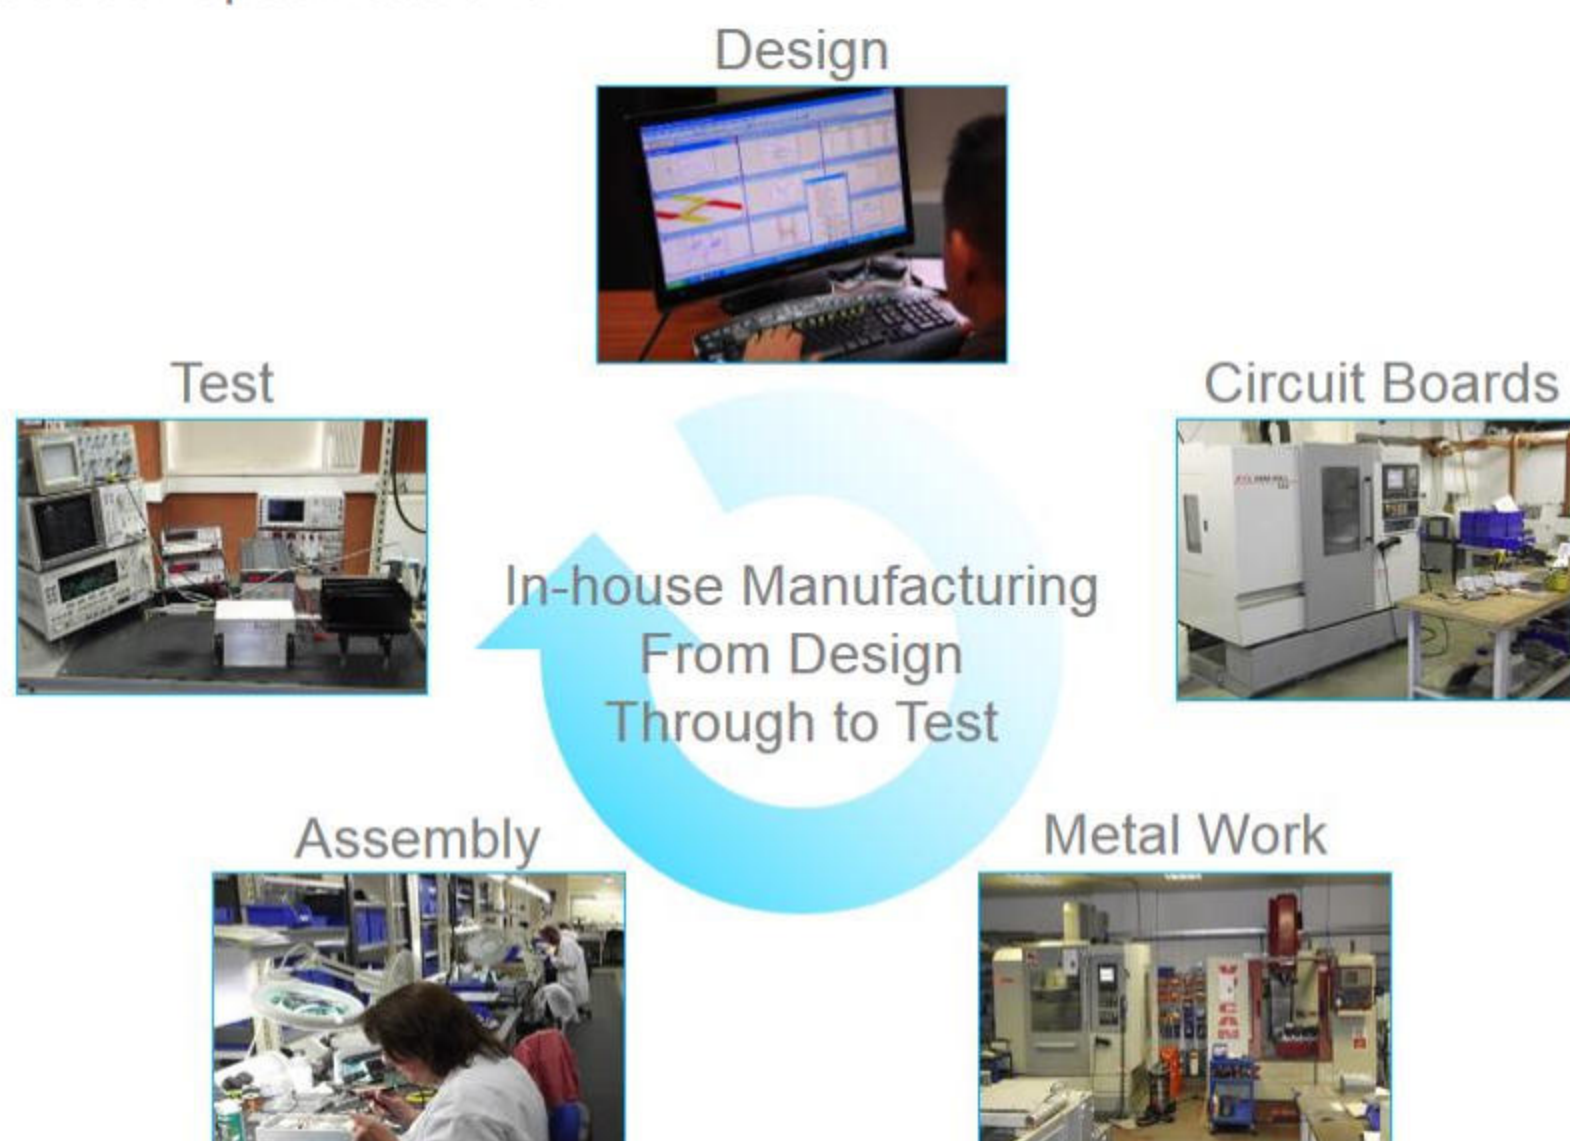 Design
Test
Circuit Boards
In-house Manufacturing
From Design
Through to Test
Assembly
Metal Work